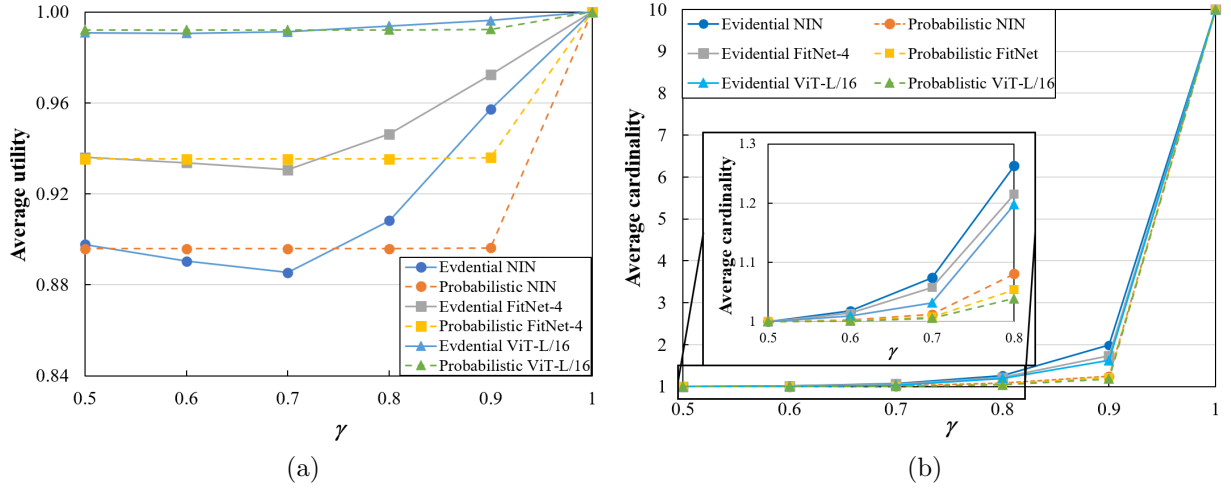 1.00
0.96
0.92
0.88
0.84
Average utility
0.5
0.6
0.7
0.8
0.9
1
γ
Evdential NIN
Probabilistic NIN
Evidential FitNet-4
Probabilistic FitNet-4
Evidential ViT-L/16
Probabilistic ViT-L/16
(a)
10
9
8
7
6
5
4
3
2
1
Average cardinality
Evidential NIN
Probabilistic NIN
Evidential FitNet-4
Probablistic FitNet
Evidential ViT-L/16
Probablistic ViT-L/16
1.3
1.2
1.1
1
Average cardinality
0.5
0.6
0.7
0.8
γ
0.5
0.6
0.7
0.8
0.9
1
γ
(b)